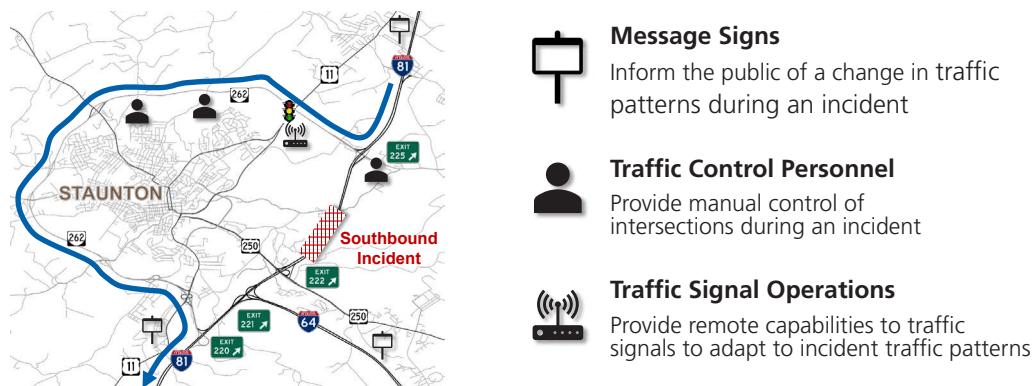 11
INTERSTATE
81
262
EXIT
225
STAUNTON
262
250
Southbound
Incident
EXIT
222
EXIT
221
INTERSTATE
64
250
EXIT
220
11
INTERSTATE
81
Message Signs
Inform the public of a change in traffic
patterns during an incident
Traffic Control Personnel
Provide manual control of
intersections during an incident
Traffic Signal Operations
Provide remote capabilities to traffic
signals to adapt to incident traffic patterns